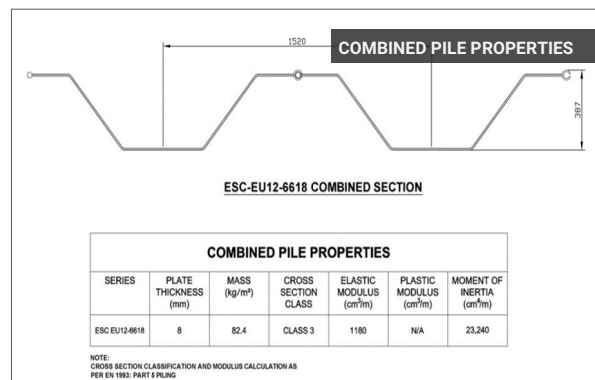 1520
COMBINED PILE PROPERTIES
387
ESC-EU12-6618 COMBINED SECTION
COMBINED PILE PROPERTIES
SERIES PLATE THICKNESS (mm) MASS (kg/m²) CROSS SECTION CLASS ELASTIC MODULUS (cm³/m) PLASTIC MODULUS (cm³/m) MOMENT OF INERTIA (cm⁴/m)
ESC EU12-6618 8 82.4 CLASS 3 1180 N/A 23,240
NOTE:
CROSS SECTION CLASSIFICATION AND MODULUS CALCULATION AS
PER EN 1993: PART 5 PILING